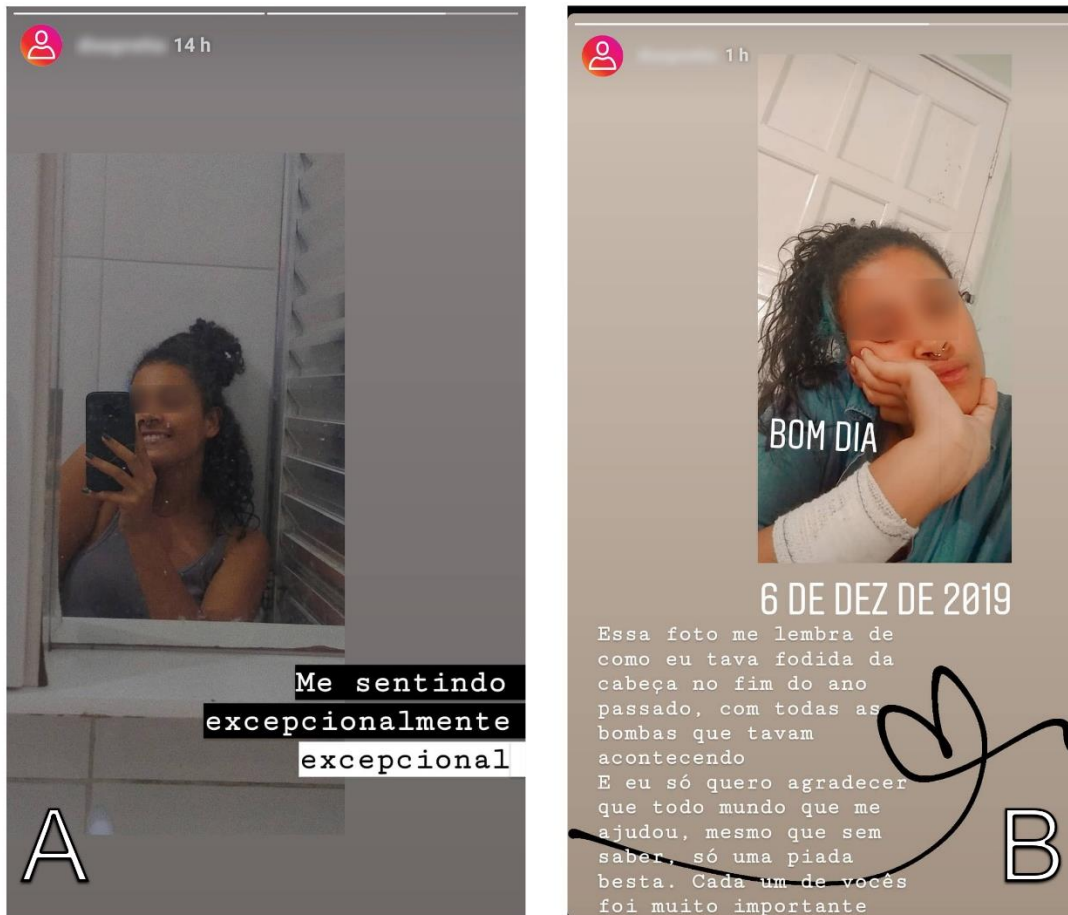 14 h
Me sentindo
excepcionalmente
excepcional
A
1 h
BOM DIA
6 DE DEZ DE 2019
Essa foto me lembra de
como eu tava fodida da
cabeça no fim do ano
passado, com todas as
bombas que tavam
acontecendo
E eu só quero agradecer
que todo mundo que me
ajudou, mesmo que sem
saber, só uma piada
besta. Cada um de vocês
foi muito importante
B